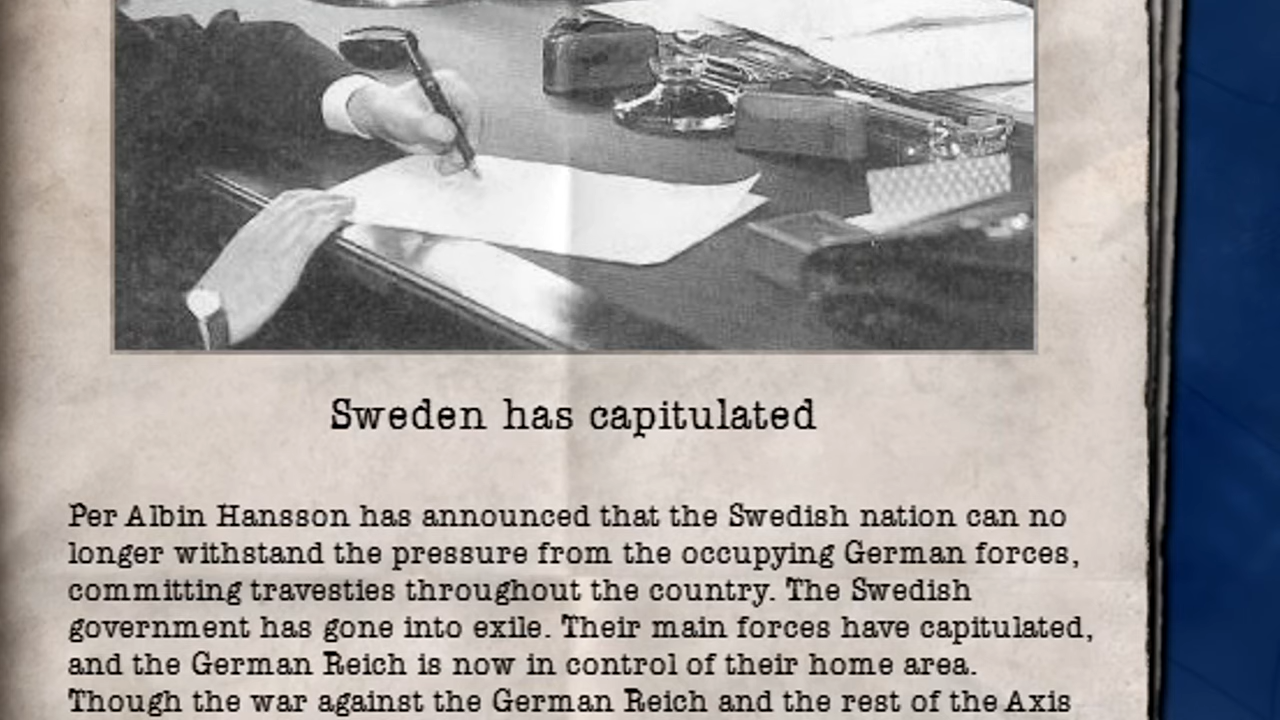 Sweden has capitulated
Per Albin Hansson has announced that the Swedish nation can no
longer withstand the pressure from the occupying German forces,
committing travesties throughout the country. The Swedish
government has gone into exile. Their main forces have capitulated,
and the German Reich is now in control of their home area.
Though the war against the German Reich and the rest of the Axis